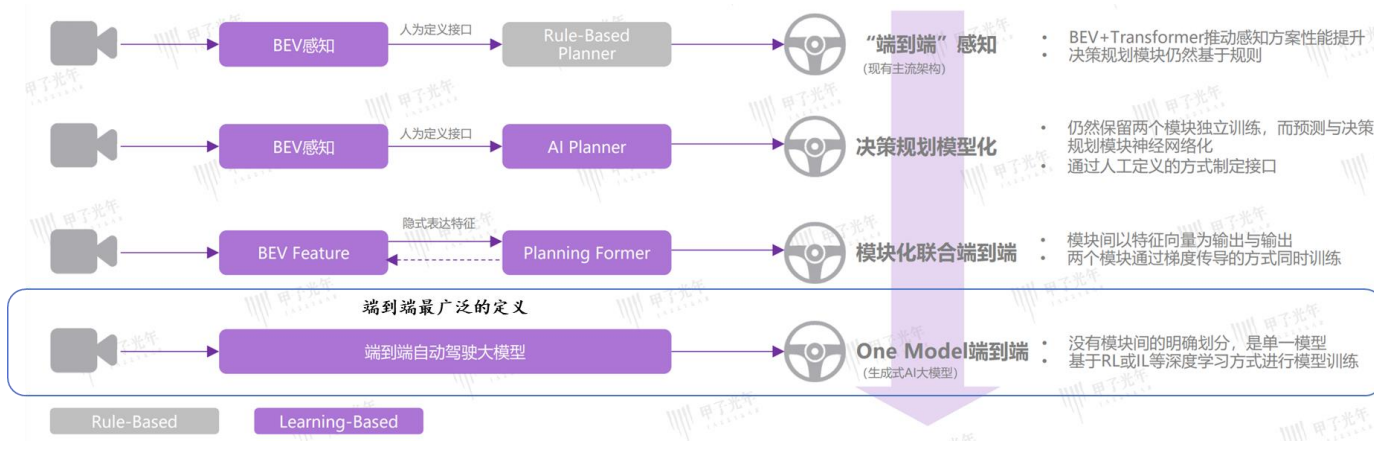 BEV感知
人为定义接口
Rule-Based
Planner
“端到端”感知
(现有主流架构)
• BEV+Transformer推动感知方案性能提升
• 决策规划模块仍然基于规则
BEV感知
人为定义接口
AI Planner
决策规划模型化
• 仍然保留两个模块独立训练，而预测与决策
规划模块神经网络化
• 通过人工定义的方式制定接口
BEV Feature
隐式表达特征
Planning Former
模块化联合端到端
• 模块间以特征向量为输出与输出
• 两个模块通过梯度传导的方式同时训练
端到端最广泛的定义
端到端自动驾驶大模型
One Model端到端
(生成式AI大模型)
• 没有模块间的明确划分，是单一模型
• 基于RL或IL等深度学习方式进行模型训练
Rule-Based
Learning-Based
甲子光年